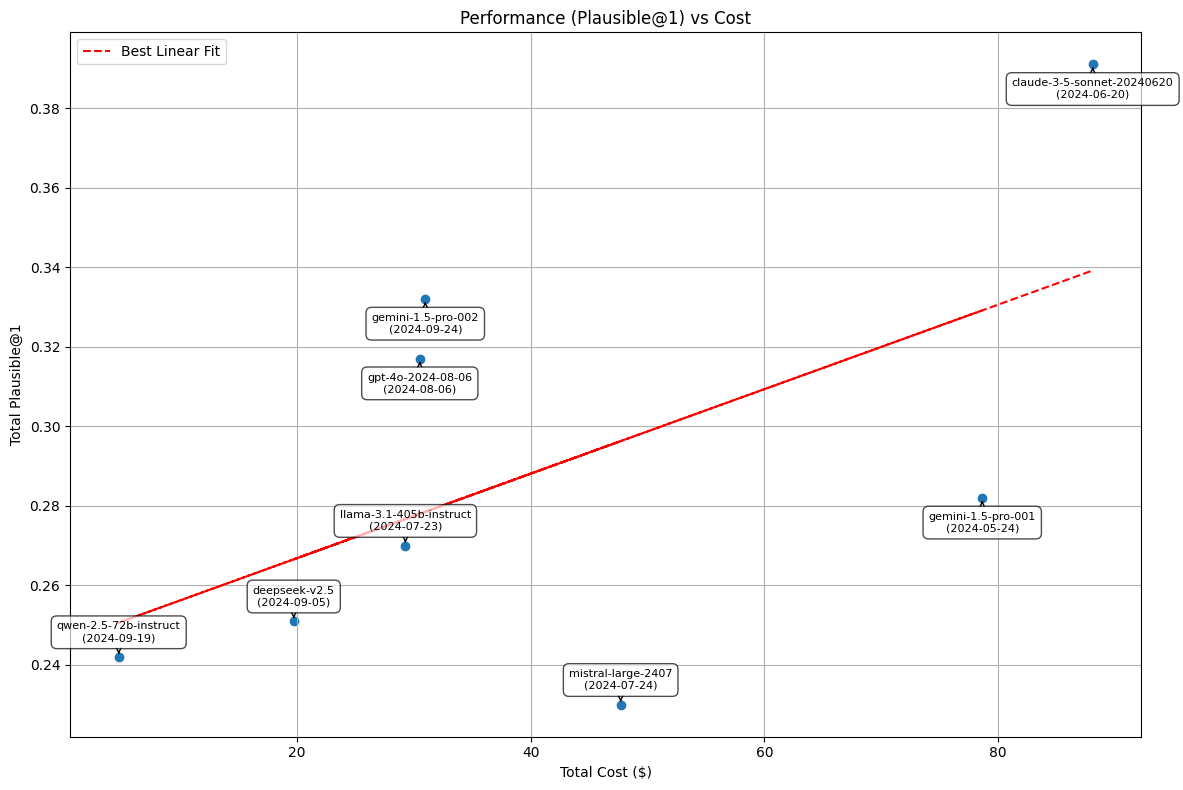 Performance (Plausible@1) vs Cost
Best Linear Fit
claude-3-5-sonnet-20240620
(2024-06-20)
gemini-1.5-pro-002
(2024-09-24)
gpt-4o-2024-08-06
(2024-08-06)
llama-3.1-405b-instruct
(2024-07-23)
gemini-1.5-pro-001
(2024-05-24)
deepseek-v2.5
(2024-09-05)
qwen-2.5-72b-instruct
(2024-09-19)
mistral-large-2407
(2024-07-24)
Total Plausible@1
0.38
0.36
0.34
0.32
0.30
0.28
0.26
0.24
20
40
60
80
Total Cost ($)